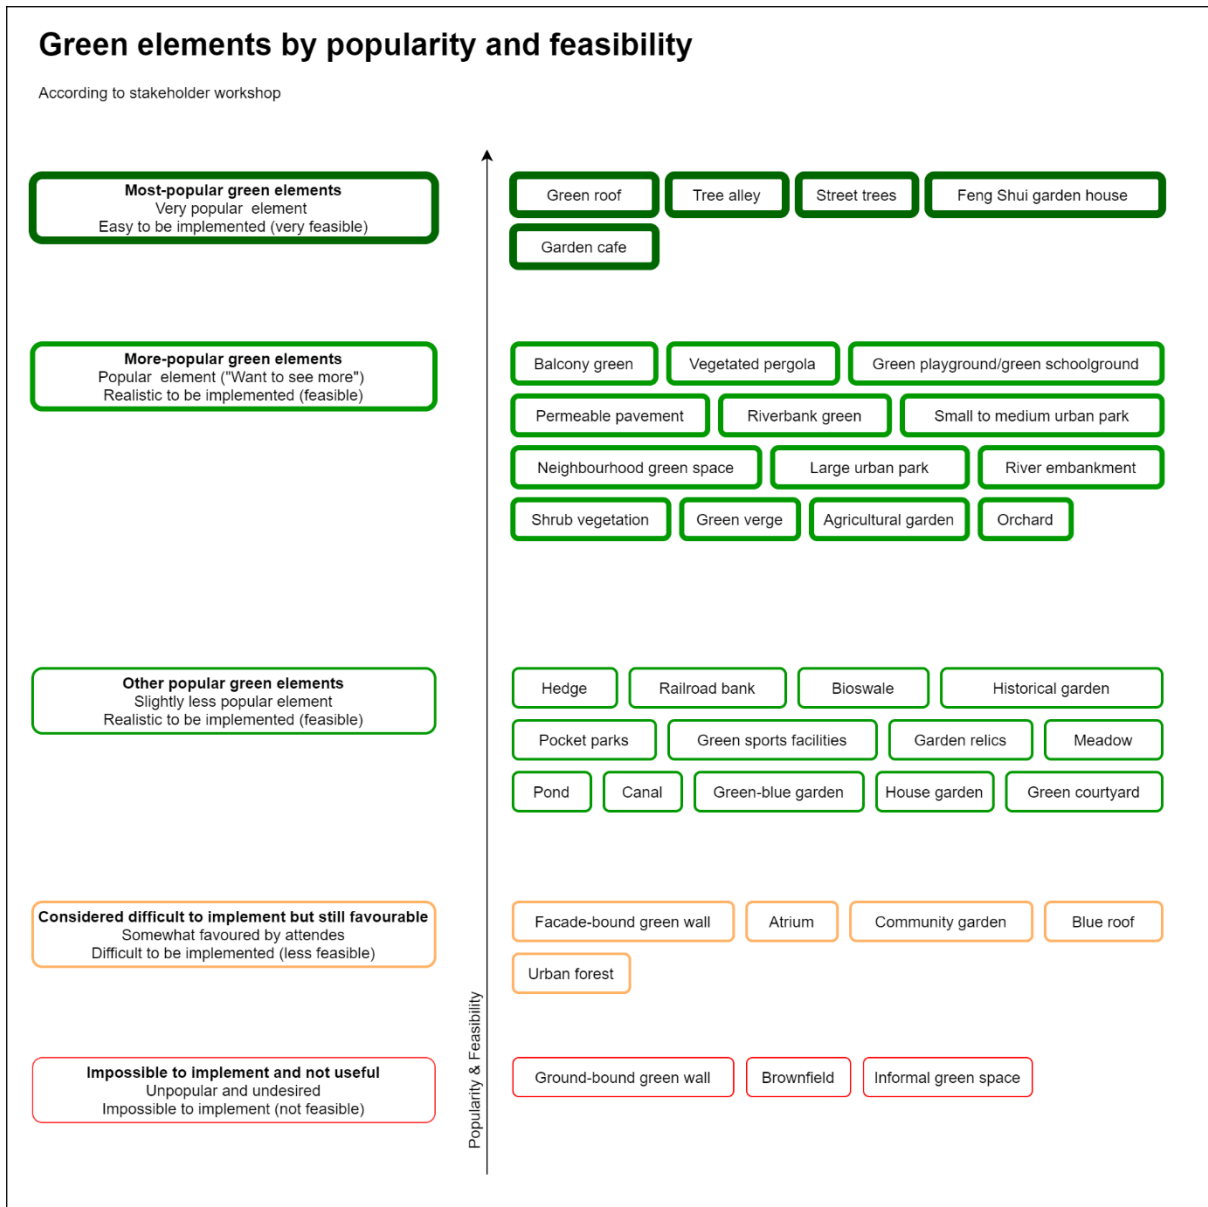 Green elements by popularity and feasibility
According to stakeholder workshop
Most-popular green elements
Very popular element
Easy to be implemented (very feasible)
Green roof
Tree alley
Street trees
Feng Shui garden house
Garden cafe
More-popular green elements
Popular element ("Want to see more")
Realistic to be implemented (feasible)
Balcony green
Vegetated pergola
Green playground/green schoolground
Permeable pavement
Riverbank green
Small to medium urban park
Neighbourhood green space
Large urban park
River embankment
Shrub vegetation
Green verge
Agricultural garden
Orchard
Other popular green elements
Slightly less popular element
Realistic to be implemented (feasible)
Hedge
Railroad bank
Bioswale
Historical garden
Pocket parks
Green sports facilities
Garden relics
Meadow
Pond
Canal
Green-blue garden
House garden
Green courtyard
Considered difficult to implement but still favourable
Somewhat favoured by attendes
Difficult to be implemented (less feasible)
Facade-bound green wall
Atrium
Community garden
Blue roof
Urban forest
Impossible to implement and not useful
Unpopular and undesired
Impossible to implement (not feasible)
Ground-bound green wall
Brownfield
Informal green space
Popularity & Feasibility